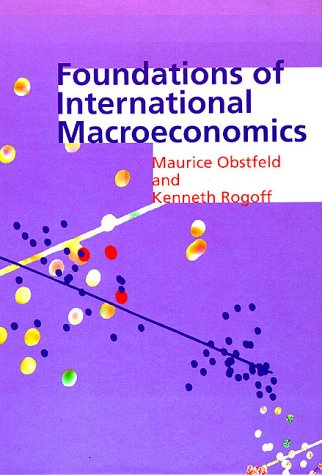 Foundations of
International
Macroeconomics
Maurice Obstfeld
and
Kenneth Rogoff